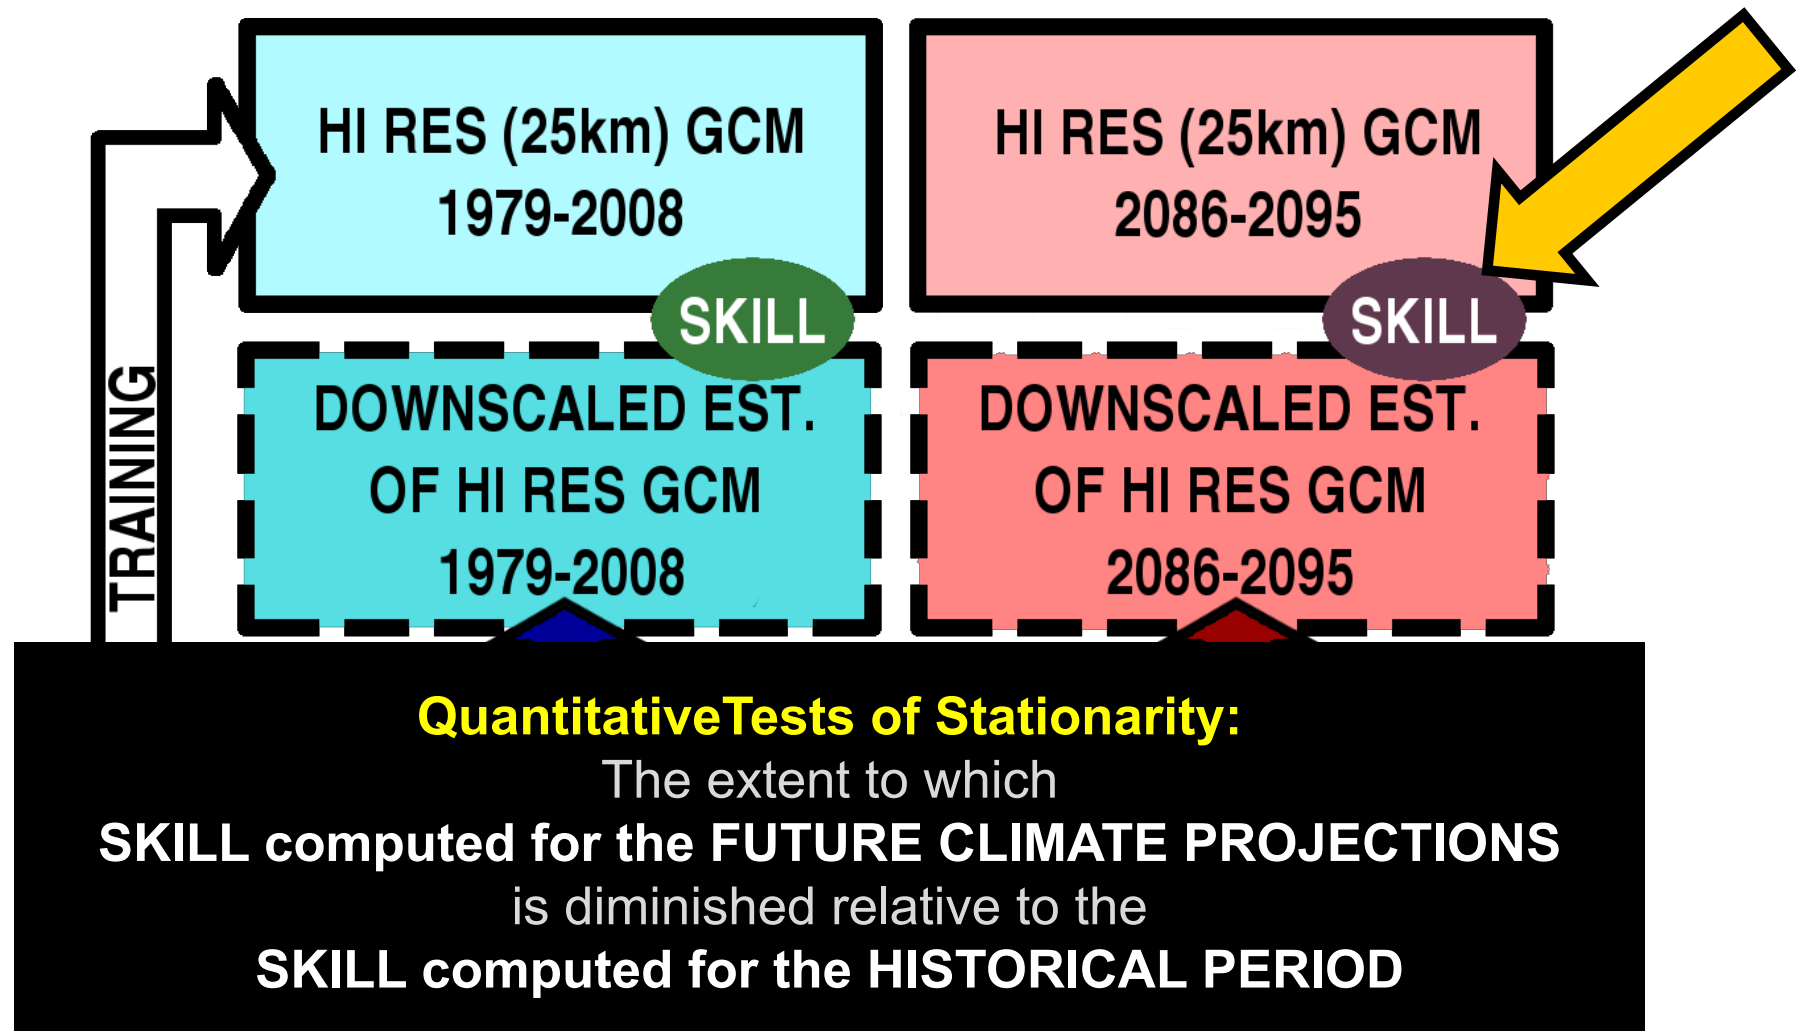 HI RES (25km) GCM
1979-2008
HI RES (25km) GCM
2086-2095
SKILL
SKILL
TRAINING
DOWNSCALED EST.
OF HI RES GCM
1979-2008
DOWNSCALED EST.
OF HI RES GCM
2086-2095
QuantitativeTests of Stationarity:
The extent to which
SKILL computed for the FUTURE CLIMATE PROJECTIONS
is diminished relative to the
SKILL computed for the HISTORICAL PERIOD